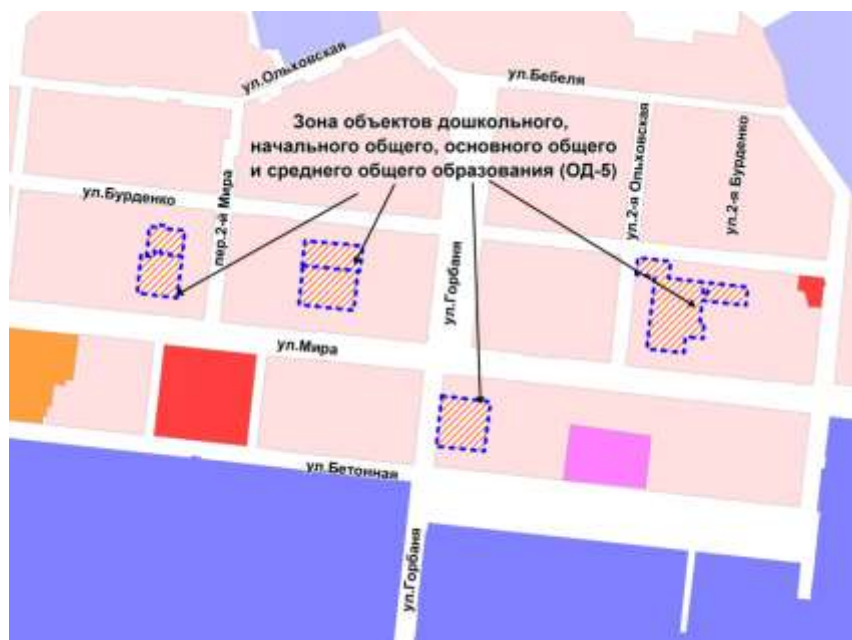 ул.Ольховская
ул.Бебеля
Зона объектов дошкольного,
начального общего, основного общего
и среднего общего образования (ОД-5)
ул.Бурденко
пер.2-й Мира
ул.2-я Ольховская
ул.2-я Бурденко
ул.Горбаня
ул.Мира
ул.Бетонная
ул.Горбаня